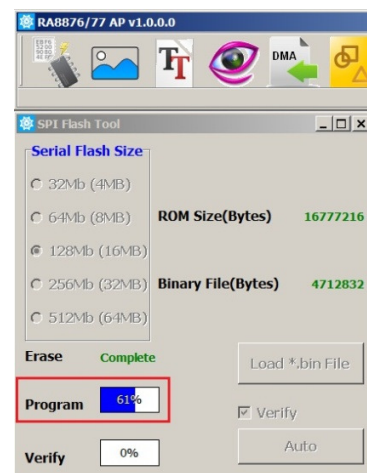 RA8876/77 AP v1.0.0.0
TT
DMA
SPI Flash Tool
Serial Flash Size
32Mb (4MB)
64Mb (8MB)
ROM Size(Bytes) 16777216
128Mb (16MB)
256Mb (32MB)
Binary File(Bytes) 4712832
512Mb (64MB)
Erase Complete
Load *.bin File
Program 61%
Verify
Verify 0%
Auto